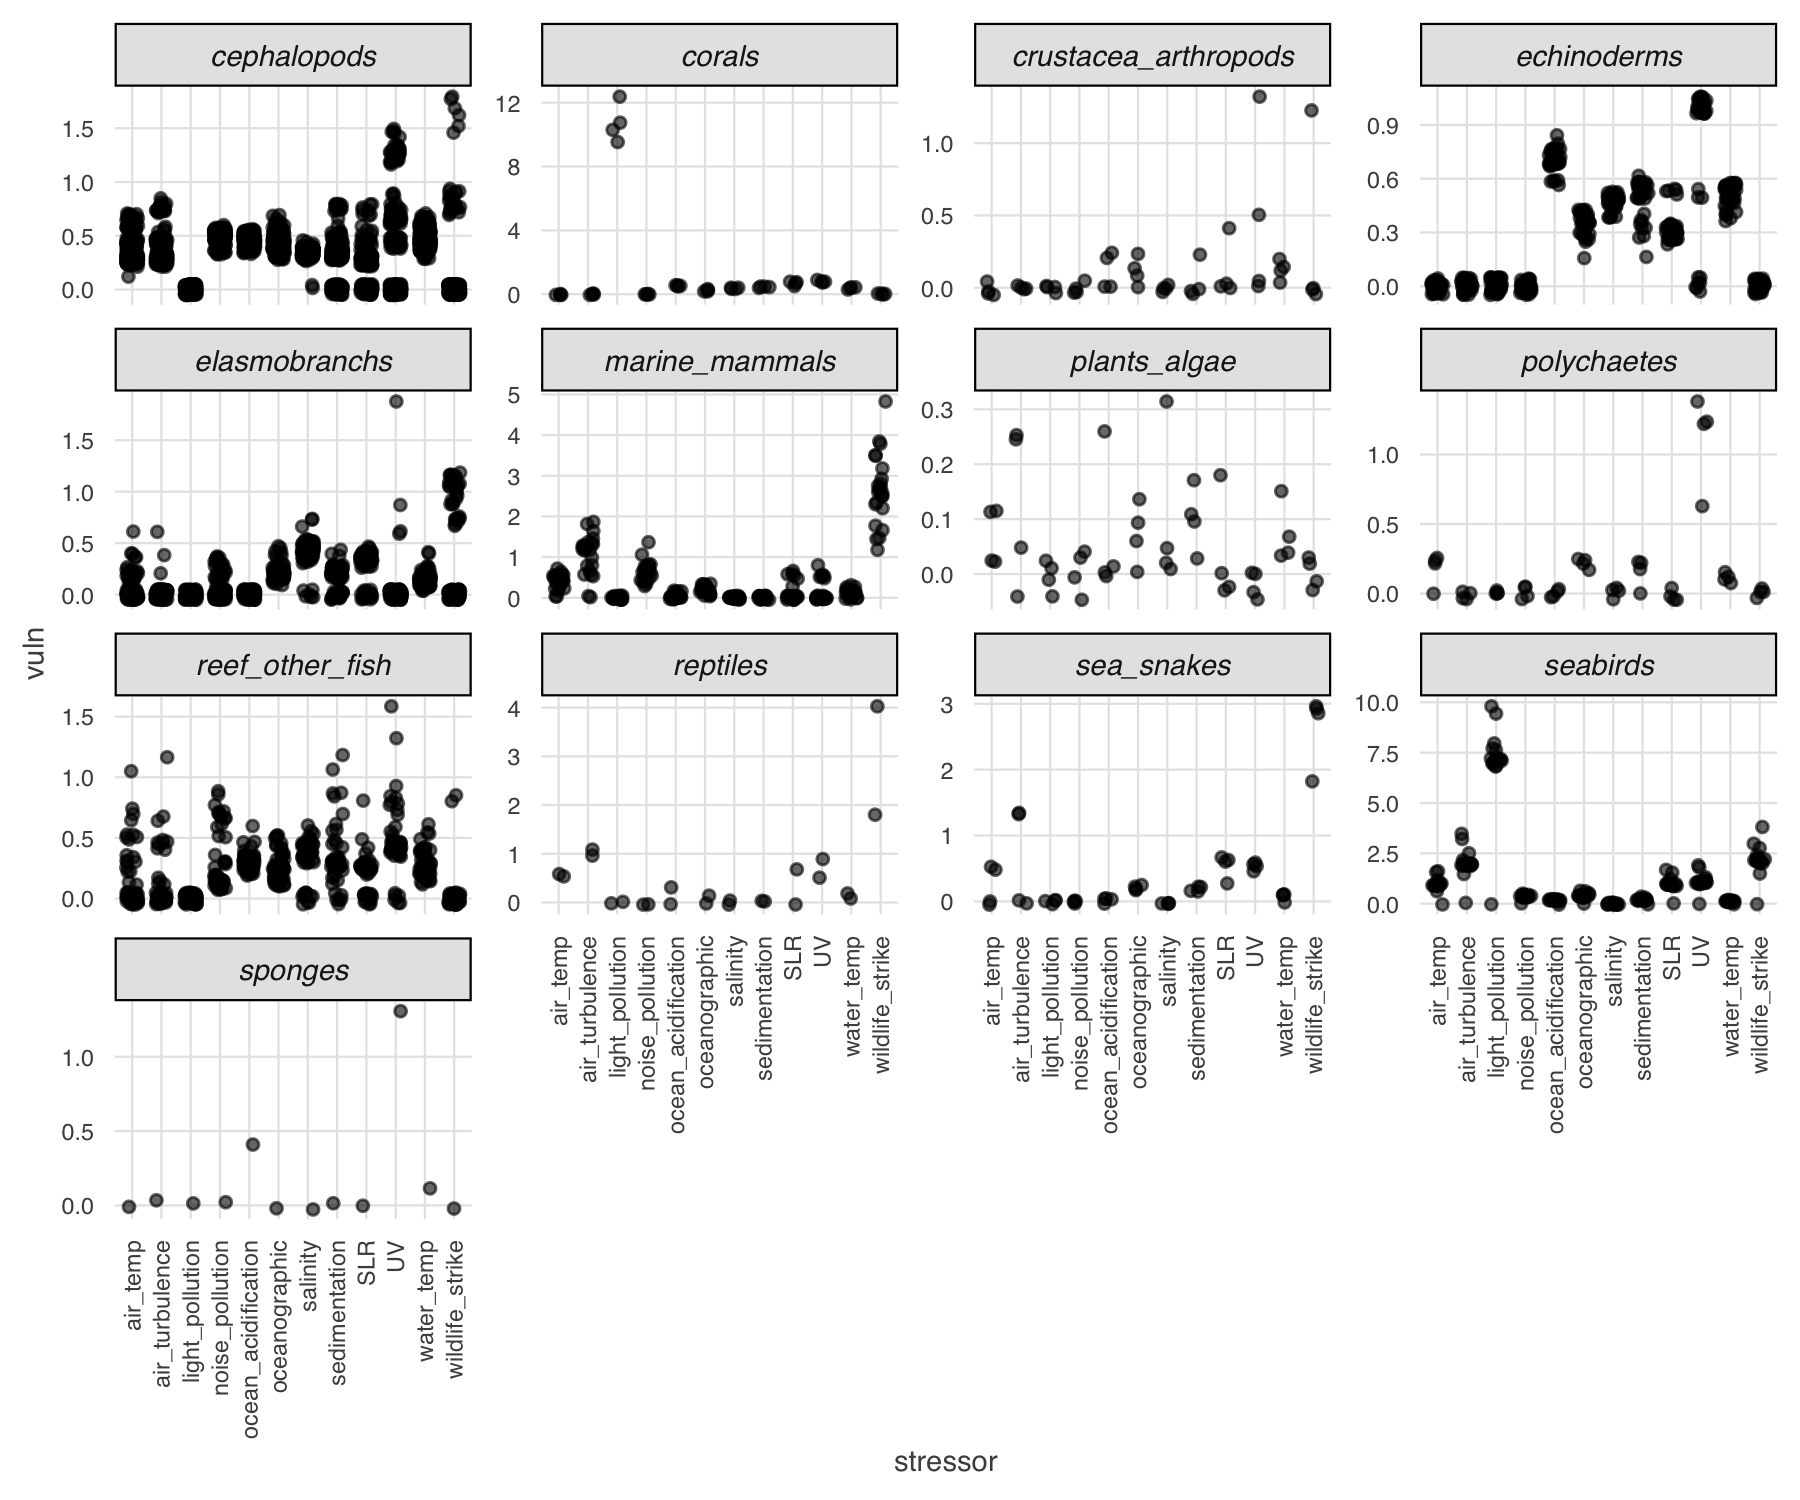 cephalopods
corals
crustacea_arthropods
echinoderms
1.5
1.0
0.5
0.0
12
8
4
0
1.0
0.5
0.0
0.9
0.6
0.3
0.0
elasmobranchs
marine_mammals
plants_algae
polychaetes
1.5
1.0
0.5
0.0
5
4
3
2
1
0
0.3
0.2
0.1
0.0
1.0
0.5
0.0
vuln
reef_other_fish
reptiles
sea_snakes
seabirds
1.5
1.0
0.5
0.0
4
3
2
1
0
3
2
1
0
10.0
7.5
5.0
2.5
0.0
air_temp
air_turbulence
light_pollution
noise_pollution
ocean_acidification
oceanographic
salinity
sedimentation
SLR
UV
water_temp
wildlife_strike
air_temp
air_turbulence
light_pollution
noise_pollution
ocean_acidification
oceanographic
salinity
sedimentation
SLR
UV
water_temp
wildlife_strike
air_temp
air_turbulence
light_pollution
noise_pollution
ocean_acidification
oceanographic
salinity
sedimentation
SLR
UV
water_temp
wildlife_strike
sponges
1.0
0.5
0.0
air_temp
air_turbulence
light_pollution
noise_pollution
ocean_acidification
oceanographic
salinity
sedimentation
SLR
UV
water_temp
wildlife_strike
stressor